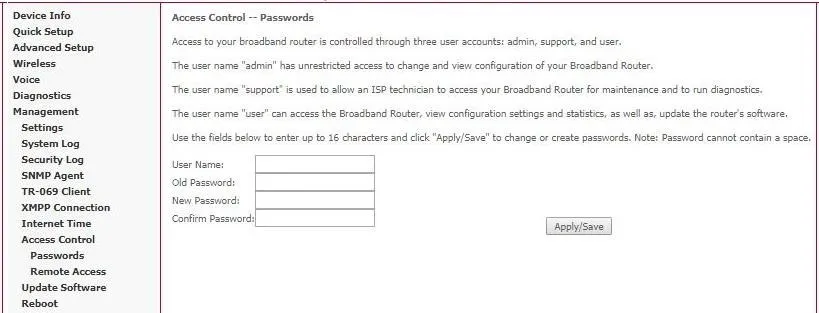 Device Info
Quick Setup
Advanced Setup
Wireless
Voice
Diagnostics
Management
Settings
System Log
Security Log
SNMP Agent
TR-069 Client
XMPP Connection
Internet Time
Access Control
Passwords
Remote Access
Update Software
Reboot
Access Control -- Passwords
Access to your broadband router is controlled through three user accounts: admin, support, and user.
The user name "admin" has unrestricted access to change and view configuration of your Broadband Router.
The user name "support" is used to allow an ISP technician to access your Broadband Router for maintenance and to run diagnostics.
The user name "user" can access the Broadband Router, view configuration settings and statistics, as well as, update the router's software.
Use the fields below to enter up to 16 characters and click "Apply/Save" to change or create passwords. Note: Password cannot contain a space.
User Name:
Old Password:
New Password:
Confirm Password:
Apply/Save